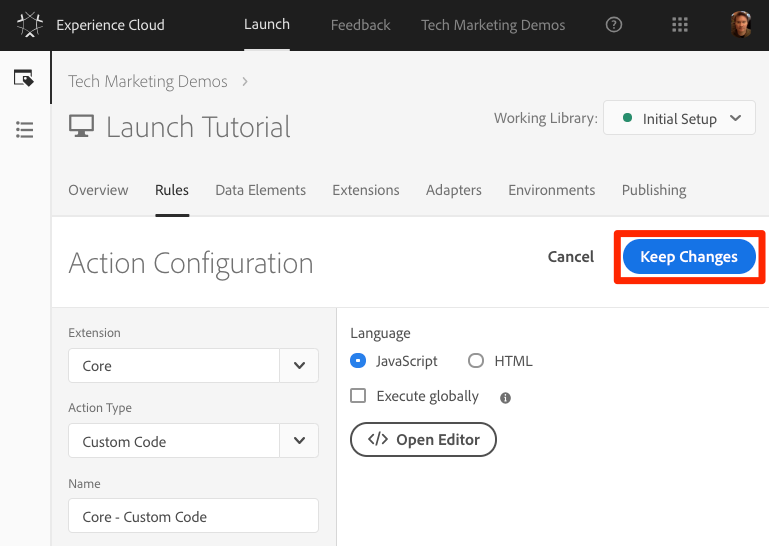 Experience Cloud Launch Feedback Tech Marketing Demos
Tech Marketing Demos
Launch Tutorial
Working Library: Initial Setup
Overview Rules Data Elements Extensions Adapters Environments Publishing
Action Configuration
Cancel Keep Changes
Extension
Core
Action Type
Custom Code
Name
Core - Custom Code
Language
JavaScript HTML
Execute globally
</> Open Editor